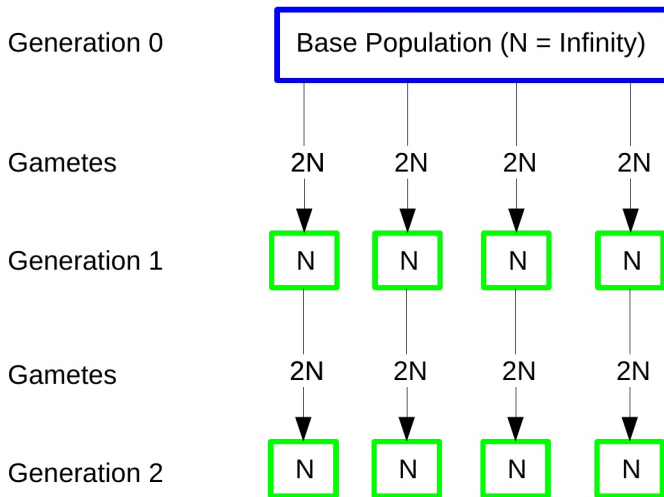 Generation 0 Base Population (N = Infinity)
Gametes 2N 2N 2N 2N
Generation 1 N N N N
Gametes 2N 2N 2N 2N
Generation 2 N N N N